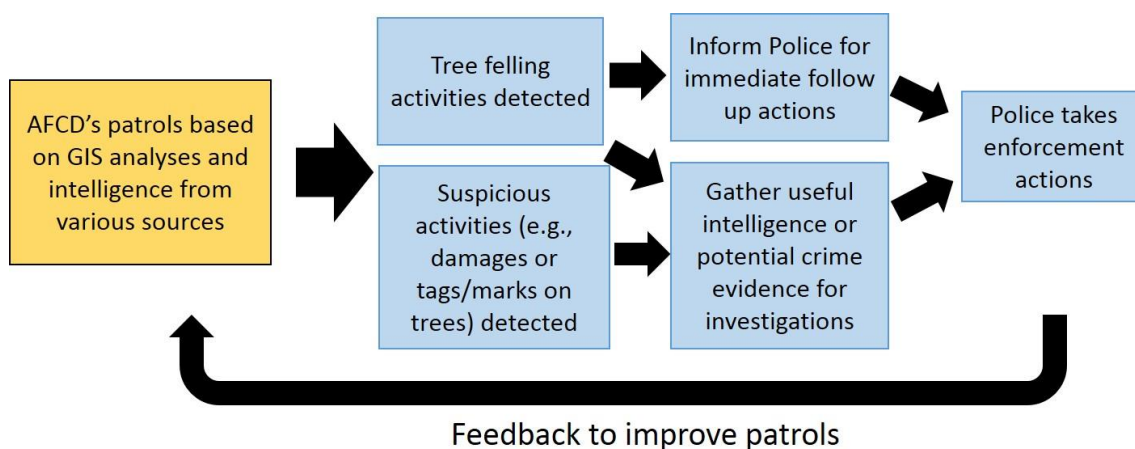 AFCD's patrols based
on GIS analyses and
intelligence from
various sources
Tree felling
activities detected
Suspicious
activities (e.g.,
damages or
tags/marks on
trees) detected
Inform Police for
immediate follow
up actions
Gather useful
intelligence or
potential crime
evidence for
investigations
Police takes
enforcement
actions
Feedback to improve patrols